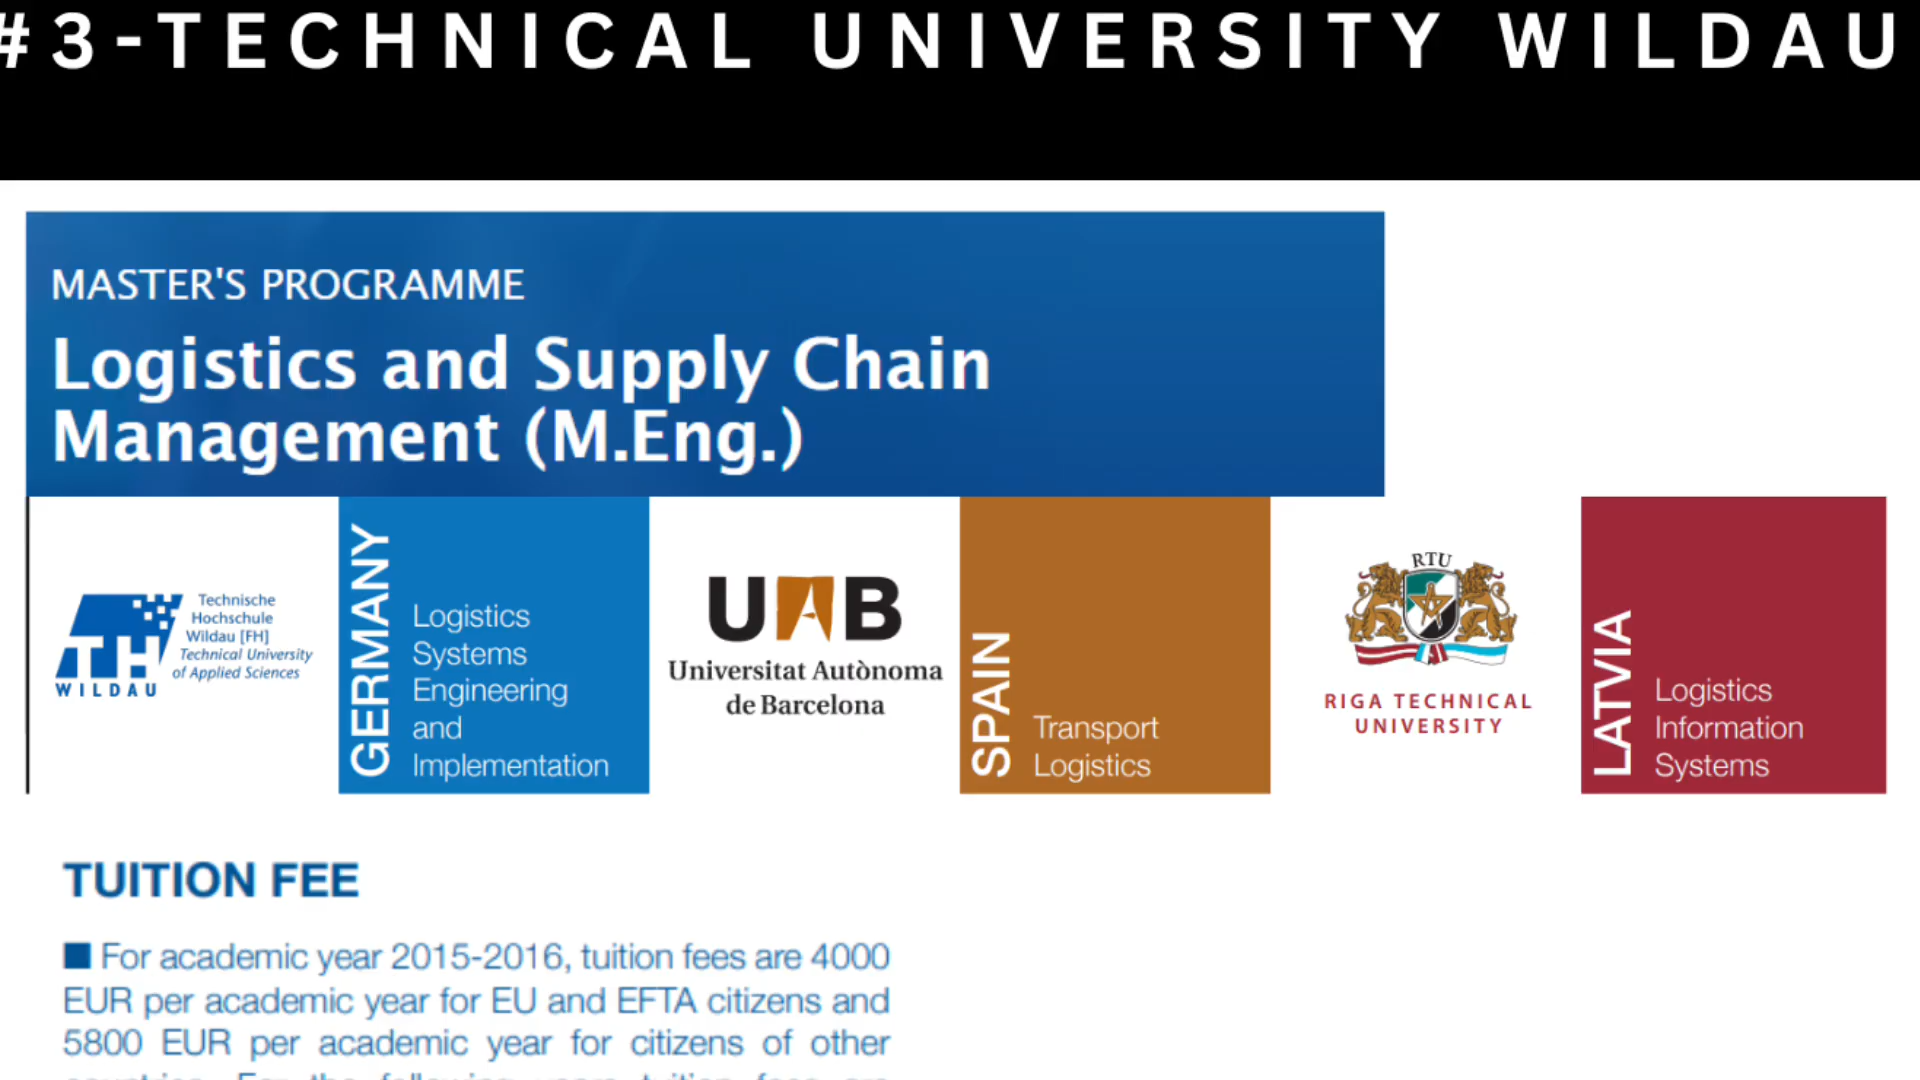 #3-TECHNICAL UNIVERSITY WILDAU
MASTER'S PROGRAMME
Logistics and Supply Chain
Management (M.Eng.)
Technische
Hochschule
Wildau [FH]
Technical University
of Applied Sciences
TH
WILDAU
GERMANY
Logistics
Systems
Engineering
and
Implementation
UAB
Universitat Autònoma
de Barcelona
SPAIN
Transport
Logistics
RTU
RIGA TECHNICAL
UNIVERSITY
LATVIA
Logistics
Information
Systems
TUITION FEE
■ For academic year 2015-2016, tuition fees are 4000
EUR per academic year for EU and EFTA citizens and
5800 EUR per academic year for citizens of other